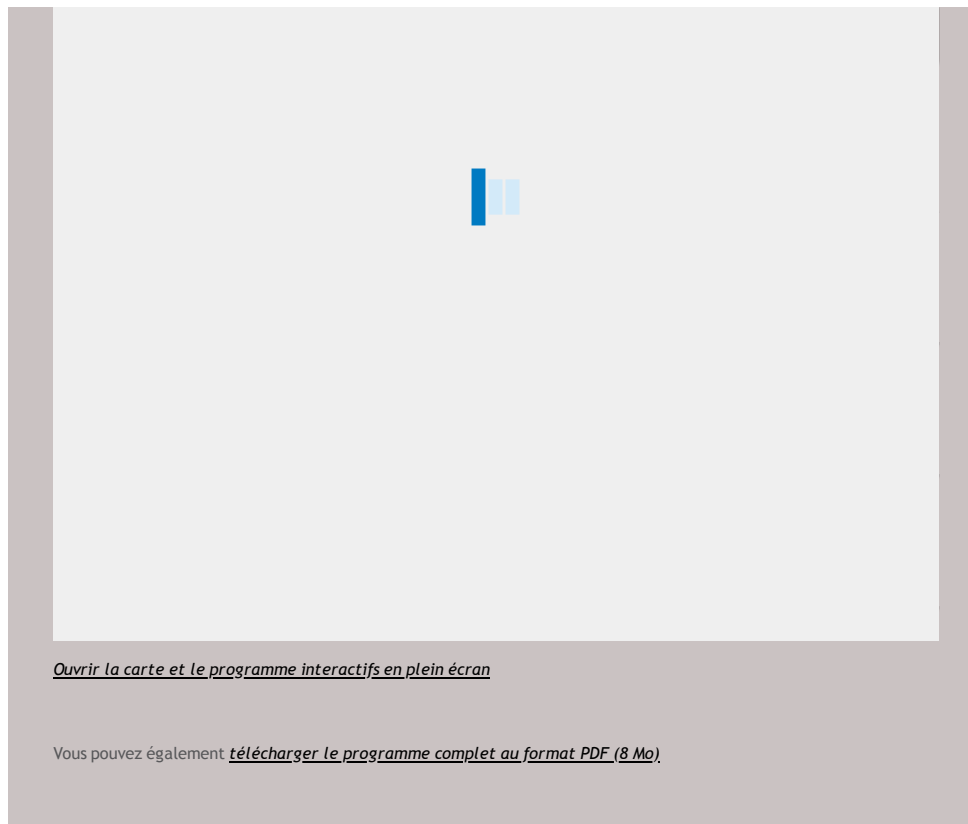 Ouvrir la carte et le programme interactifs en plein écran
Vous pouvez également télécharger le programme complet au format PDF (8 Mo)